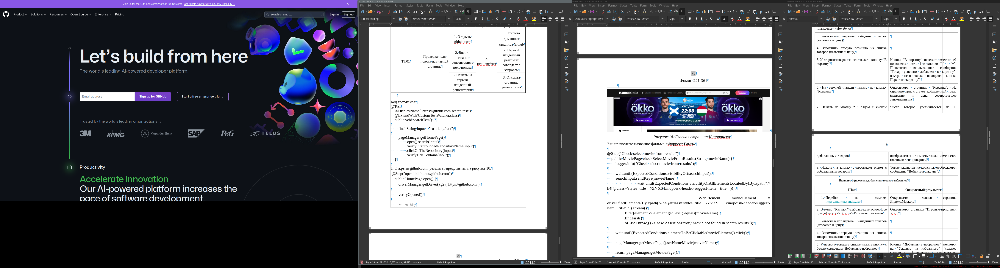 Join us for the 10th anniversary of GitHub Universe. Get tickets now for 35% off, only until July 8.
Product
Solutions
Resources
Open Source
Enterprise
Pricing
Search or jump to...
/
Sign in
Sign up
Let's build from here
The world's leading AI-powered developer platform.
Email address
Sign up for GitHub
Start a free enterprise trial
Trusted by the world's leading organizations
3M
KPMG
Mercedes-Benz
SAP
P&G
TELUS
Productivity
Accelerate innovation
Our AI-powered platform increases the
pace of software development.
File Edit View Insert Format Styles Table Form Tools Window Help
Table Heading
Times New Roman
13 pt
TU01
Проверка поля
поиска на главной
странице
1. Открыть
github.com
2. Ввести
название
репозитория в
поле поиска
3. Нажать на
первый
найденный
репозиторий
2.
rust-lang/rust
1. Открыта
домашняя
страница Github
2. Первый
найденный
результат
совпадает с
запросом
3. Открыта
страница
репозитория
Код тест-кейса:
@Test
@DisplayName("https://github.com search test")
@ExtendWith(CustomTestWatcher.class)
public void searchTest() {
final String input = "rust-lang/rust";
pageManager.getHomePage()
.open().search(input)
.verifyFirstFoundedRepositoryName(input)
.clickOnTheRepository(input)
.verifyTitleContains(input);
}
1. Открыть github.com, результат представлен на рисунке 10.
@Step("open link https://github.com")
public HomePage open() {
driverManager.getDriver().get("https://github.com");
verifyOpened();
return this;
29
Pages 28 and 29 of 30
2,875 words, 32,697 characters
Default Page Style
120%
File Edit View Insert Format Styles Table Form Tools Window Help
Default Paragraph Styl
Times New Roman
12 pt
32
Фомин 221-361
КИНОПОИСК
Онлайн-кинотеатр
Чемпионат Европы
Войти
ökko
ОНЛАЙН-КИНОТЕАТР
смотреть
СЕГОДНЯ
22:00
ШОТЛАНДИЯ
ВЕНГРИЯ
ЭКСКЛЮЗИВНО В OKKO
ökko
ОНЛАЙН-КИНОТЕАТР
смотреть
Главная
Рисунок 18. Главная страница Кинопоиска
2 шаг: введите название фильма «Форрест Гамп»
@Step("Check select movie from results")
public MoviePage checkSelectMovieFromResults(String movieName) {
logger.info("Check select movie from results");
wait.until(ExpectedConditions.visibilityOf(searchInput));
searchInput.sendKeys(movieName);
wait.until(ExpectedConditions.visibilityOfAllElementsLocatedBy(By.xpath("//
h4[@class='styles_title__7ZVXS kinopoisk-header-suggest-item__title']")));
WebElement movieElement =
driver.findElements(By.xpath("//h4[@class='styles_title__7ZVXS kinopoisk-header-suggest-
item__title']")).stream()
.filter(element -> element.getText().equals(movieName))
.findFirst()
.orElseThrow(() -> new AssertionError("Movie not found in search results"));
wait.until(ExpectedConditions.elementToBeClickable(movieElement)).click();
pageManager.getMoviePage().setNameMovie(movieName);
return pageManager.getMoviePage();
Pages 31 and 32 of 52
Selected: 10 words, 72 characters
Default Page Style
Russian
Outline 1
140%
File Edit View Insert Format Styles Table Form Tools Window Help
normal
Times New Roman
13 pt
планшеты -> Ноутбуки
3. Вывести в лог первые 5 найденных товаров
(название и цену)
4. Запомнить вторую позицию из списка
товаров (название и цену)
5. У второго товара в списке нажать кнопку “В
корзину”
Кнопка “В корзину” исчезает, вместо неё
появляется число 1 и кнопки “-” и “+”.
Появляется всплывающее сообщение
“Товар успешно добавлен в корзину”,
внутри него также находится кнопка
Перейти в корзину”.
6. На верхней панели нажать на кнопку
“Корзина”
Открывается страница “Корзина”. На
странице присутствует добавленный товар
(название и цена соответствуют
запомненным).
7. Нажать на кнопку “+” рядом с числом
Число товаров увеличивается на 1,
добавленных товаров
отображаемая стоимость также изменяется
(вычислить и проверить)
8. Нажать на кнопку с крестиком рядом с
добавленным товаром.
Товар удаляется из корзины, отображается
сообщение “Войдите в аккаунт”.
Вариант 6 (проверка добавления товара в избранное)
Шаг
Ожидаемый результат
1. Перейти по ссылке:
https://market.yandex.ru
Открывается главная страница
Яндекс.Маркета
2. В меню “Каталог” выбрать категорию: Все
для гейминга -> Xbox -> Игровые приставки
Открывается страница “Игровые приставки
Xbox”
3. Вывести в лог первые 5 найденных товаров
(название и цену)
4. Запомнить первую позицию из списка
товаров (название и цену)
5. У первого товара в списке нажать кнопку с
белым сердечком (Добавить в избранное)
Кнопка “Добавить в избранное” меняется
на “Удалить из избранного” (красное
Pages 5 and 6 of 10
Selected: 11 words, 75 characters
Default Page Style
Russian
Table3:A8
100%